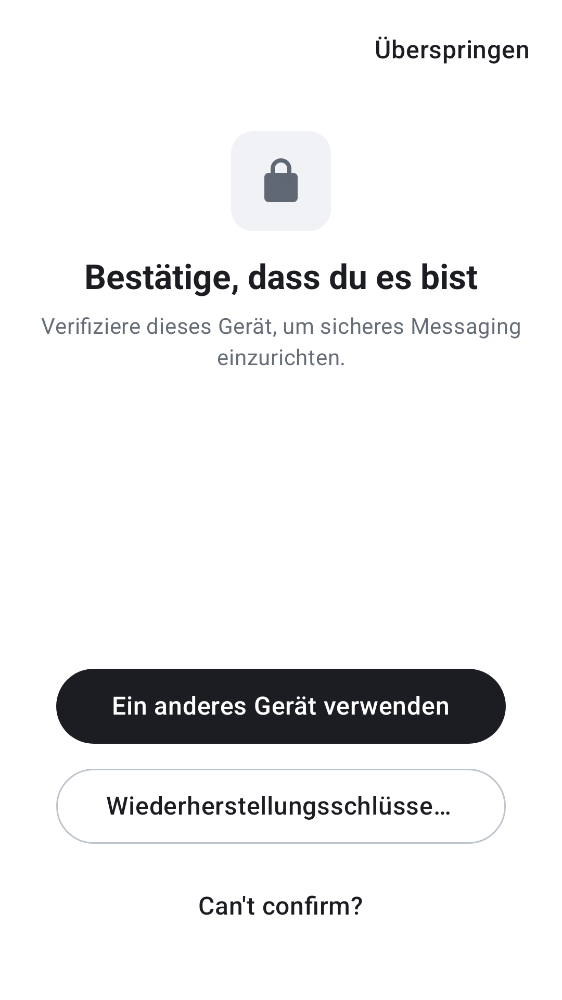 Überspringen
Bestätige, dass du es bist
Verifiziere dieses Gerät, um sicheres Messaging
einzurichten.
Ein anderes Gerät verwenden
Wiederherstellungsschlüsse…
Can't confirm?